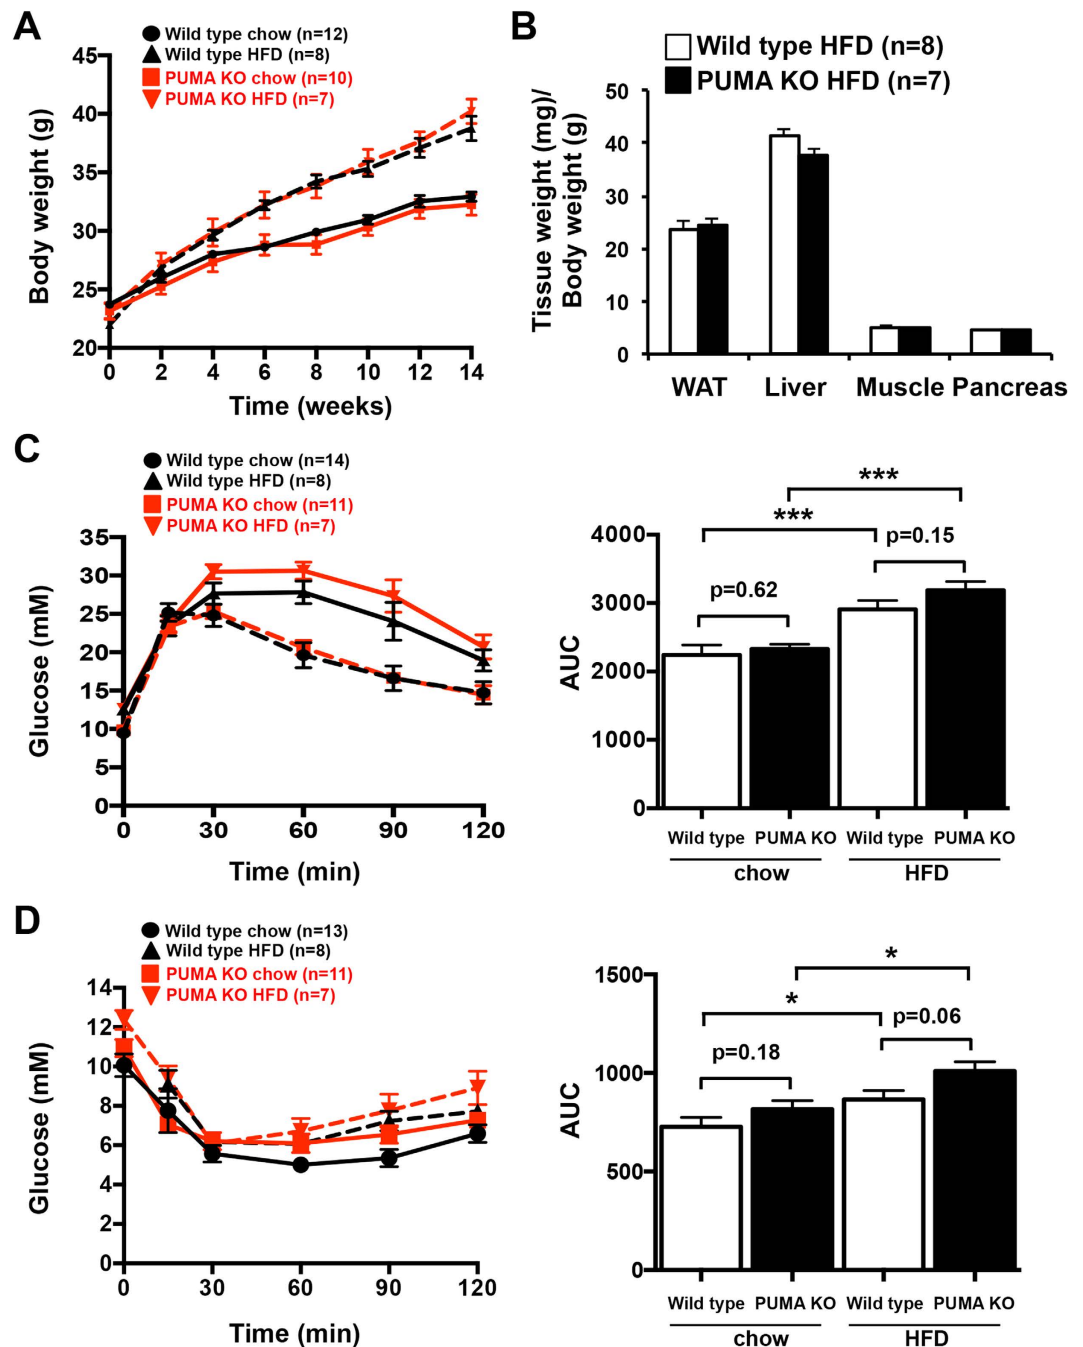 A
Wild type chow (n=12)
Wild type HFD (n=8)
PUMA KO chow (n=10)
PUMA KO HFD (n=7)
Body weight (g)
45
40
35
30
25
20
0 2 4 6 8 10 12 14
Time (weeks)
B
Wild type HFD (n=8)
PUMA KO HFD (n=7)
Tissue weight (mg)/
Body weight (g)
50
40
30
20
10
0
WAT Liver Muscle Pancreas
C
Wild type chow (n=14)
Wild type HFD (n=8)
PUMA KO chow (n=11)
PUMA KO HFD (n=7)
Glucose (mM)
35
30
25
20
15
10
5
0
0 30 60 90 120
Time (min)
AUC
4000
3000
2000
1000
0
***
***
p=0.15
p=0.62
Wild type PUMA KO Wild type PUMA KO
chow HFD
D
Wild type chow (n=13)
Wild type HFD (n=8)
PUMA KO chow (n=11)
PUMA KO HFD (n=7)
Glucose (mM)
14
12
10
8
6
4
2
0
0 30 60 90 120
Time (min)
AUC
1500
1000
500
0
*
*
p=0.06
p=0.18
Wild type PUMA KO Wild type PUMA KO
chow HFD